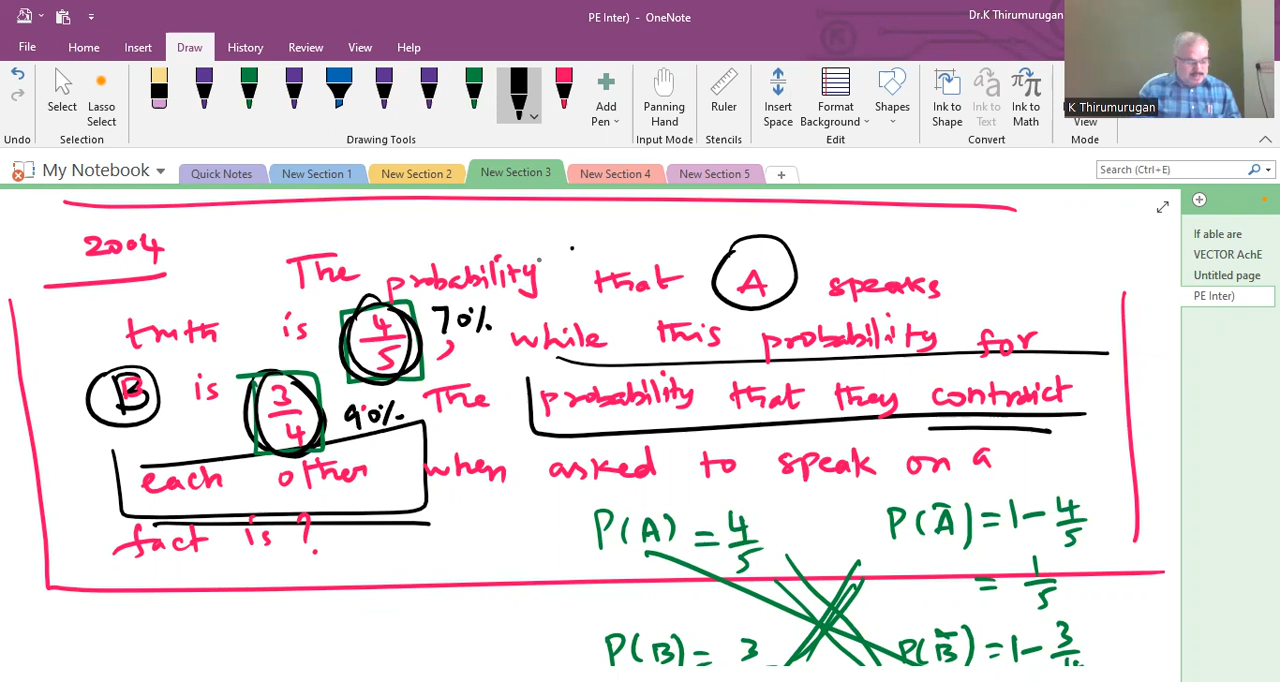 PE Inter) - OneNote
Dr.K Thirumurugan
File Home Insert Draw History Review View Help
Select Lasso Select Add Pen Panning Hand Ruler Insert Space Format Background Shapes Ink to Shape Ink to Text Ink to Math View
K Thirumurugan
Undo Selection Drawing Tools Input Mode Stencils Edit Convert Mode
My Notebook Quick Notes New Section 1 New Section 2 New Section 3 New Section 4 New Section 5 Search (Ctrl+E)
If able are
VECTOR AchE
Untitled page
PE Inter)
2004
The probability that A speaks
truth is 4/5 , 70% while this probability for
B is 3/4 90% The probability that they contradict
each other when asked to speak on a
fact is ?
P(A) = 4/5 P(Ā) = 1 - 4/5
= 1/5
P(B) = 3 P(B̄) = 1 - 3/4